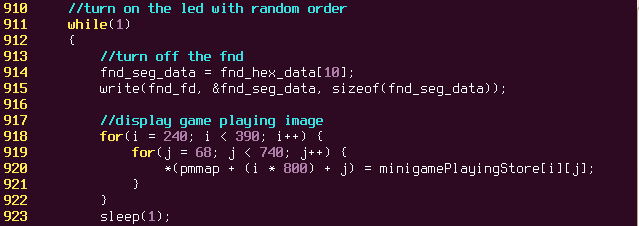 910     //turn on the led with random order
911     while(1)
912     {
913         //turn off the fnd
914         fnd_seg_data = fnd_hex_data[10];
915         write(fnd_fd, &fnd_seg_data, sizeof(fnd_seg_data));
916
917         //display game playing image
918         for(i = 240; i < 390; i++) {
919             for(j = 68; j < 740; j++) {
920                 *(pmmap + (i * 800) + j) = minigamePlayingStore[i][j];
921             }
922         }
923         sleep(1);